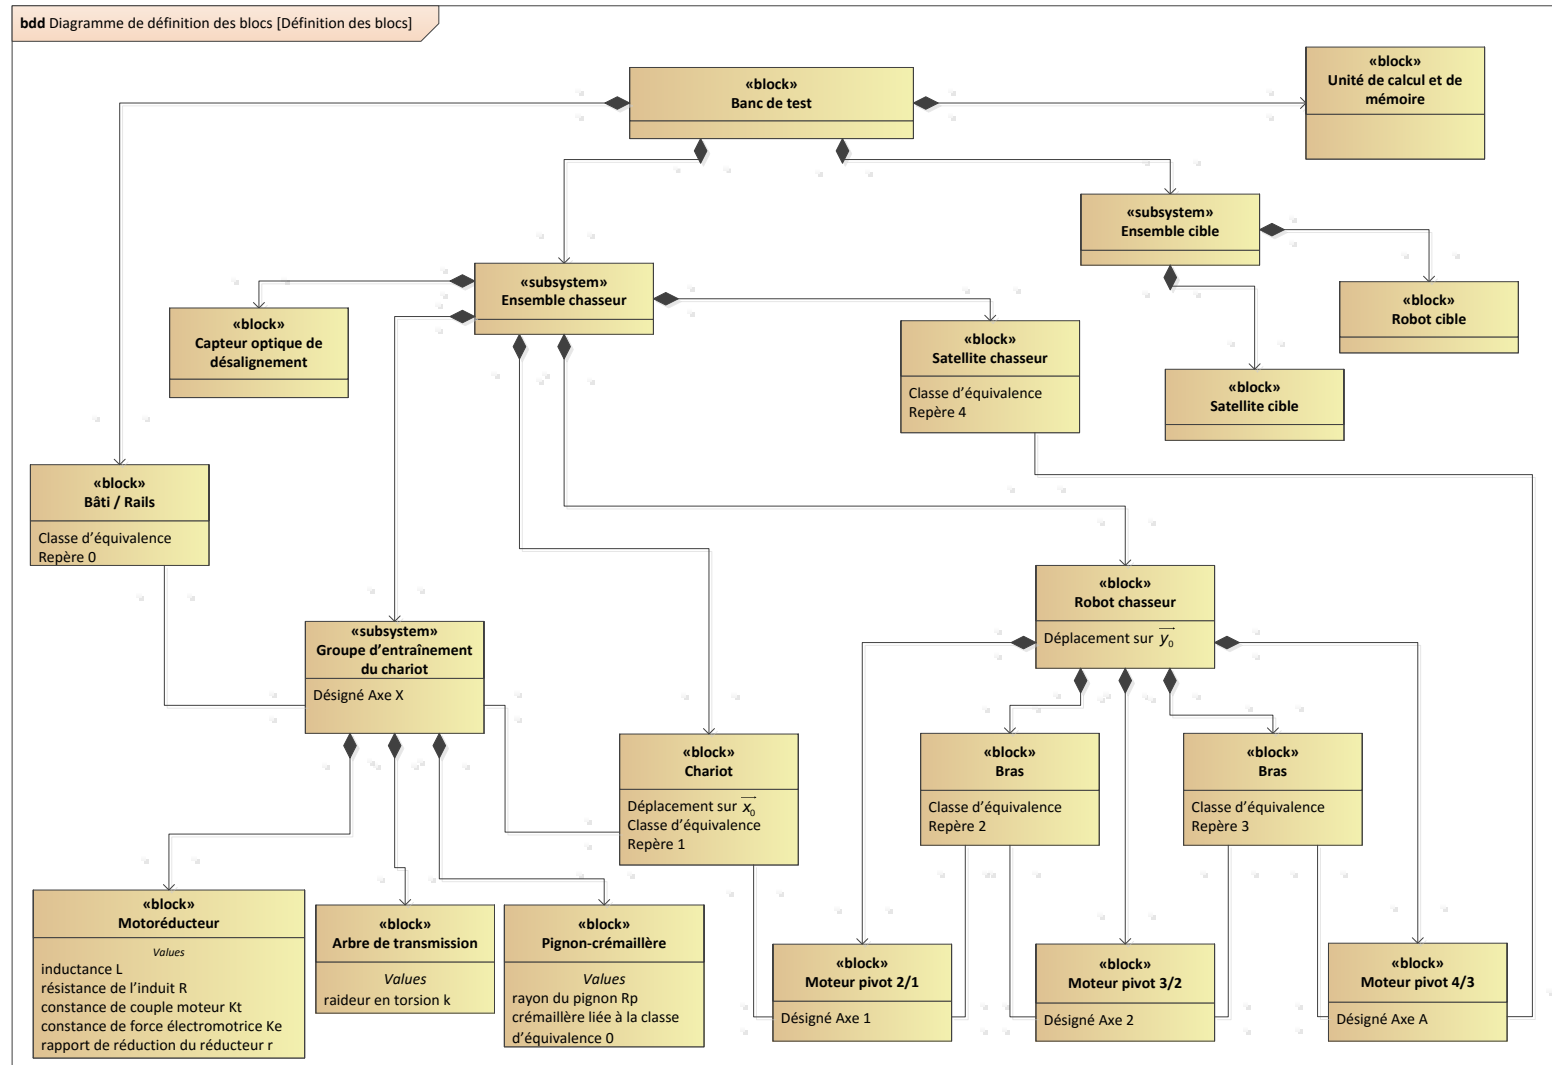 bdd Diagramme de définition des blocs [Définition des blocs]
«block»
Banc de test
«block»
Unité de calcul et de
mémoire
«subsystem»
Ensemble cible
«subsystem»
Ensemble chasseur
«block»
Robot cible
«block»
Capteur optique de
désalignement
«block»
Satellite chasseur
Classe d'équivalence
Repère 4
«block»
Satellite cible
«block»
Bâti / Rails
Classe d'équivalence
Repère 0
«block»
Robot chasseur
Déplacement sur y₀
«subsystem»
Groupe d'entraînement
du chariot
Désigné Axe X
«block»
Chariot
Déplacement sur x₀
Classe d'équivalence
Repère 1
«block»
Bras
Classe d'équivalence
Repère 2
«block»
Bras
Classe d'équivalence
Repère 3
«block»
Motoréducteur
Values
inductance L
résistance de l'induit R
constance de couple moteur Kt
constance de force électromotrice Ke
rapport de réduction du réducteur r
«block»
Arbre de transmission
Values
raideur en torsion k
«block»
Pignon-crémaillère
Values
rayon du pignon Rp
crémaillère liée à la classe
d'équivalence 0
«block»
Moteur pivot 2/1
Désigné Axe 1
«block»
Moteur pivot 3/2
Désigné Axe 2
«block»
Moteur pivot 4/3
Désigné Axe A